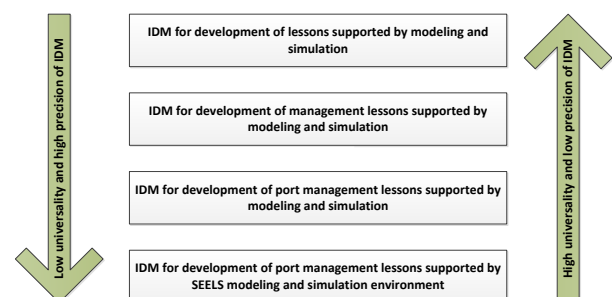 Low universality and high precision of IDM
IDM for development of lessons supported by modeling and
simulation
IDM for development of management lessons supported by
modeling and simulation
IDM for development of port management lessons supported by
modeling and simulation
IDM for development of port management lessons supported by
SEELS modeling and simulation environment
High universality and low precision of IDM